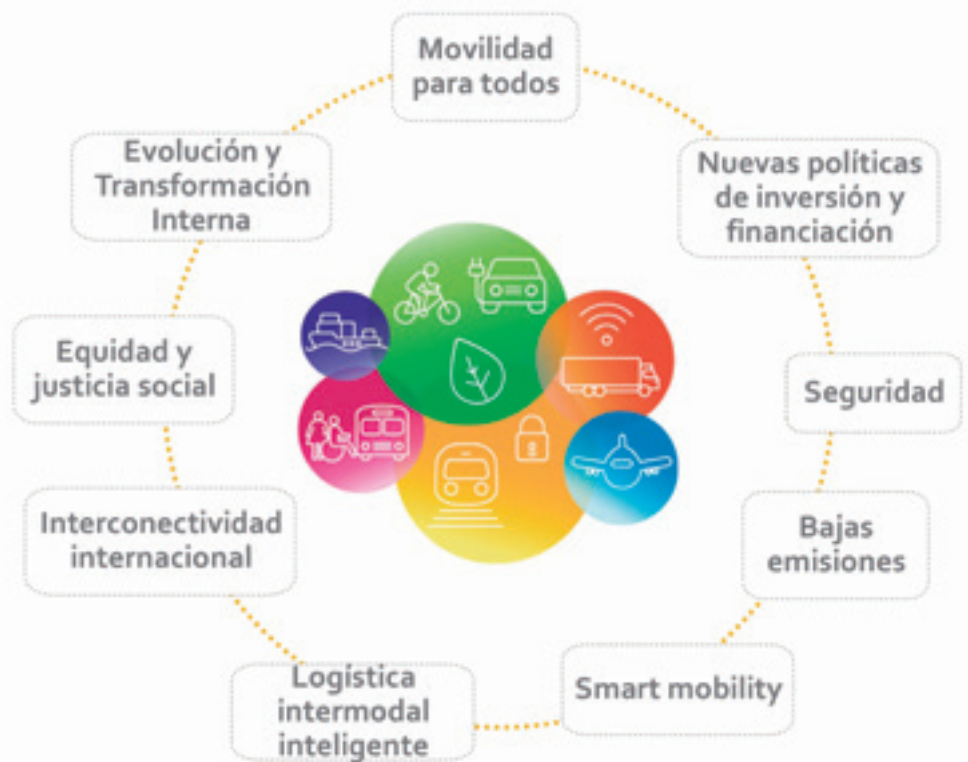 Movilidad
para todos
Nuevas políticas
de inversión y
financiación
Seguridad
Bajas
emisiones
Smart mobility
Logística
intermodal
inteligente
Interconectividad
internacional
Equidad y
justicia social
Evolución y
Transformación
Interna